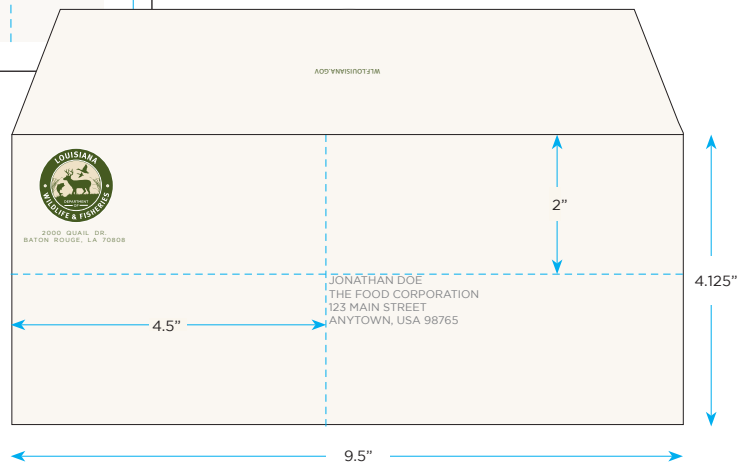 WLF.LOUISIANA.GOV
LOUISIANA
DEPARTMENT
OF
WILDLIFE & FISHERIES
2000 QUAIL DR.
BATON ROUGE, LA 70808
2”
4.125”
JONATHAN DOE
THE FOOD CORPORATION
123 MAIN STREET
ANYTOWN, USA 98765
4.5”
9.5”